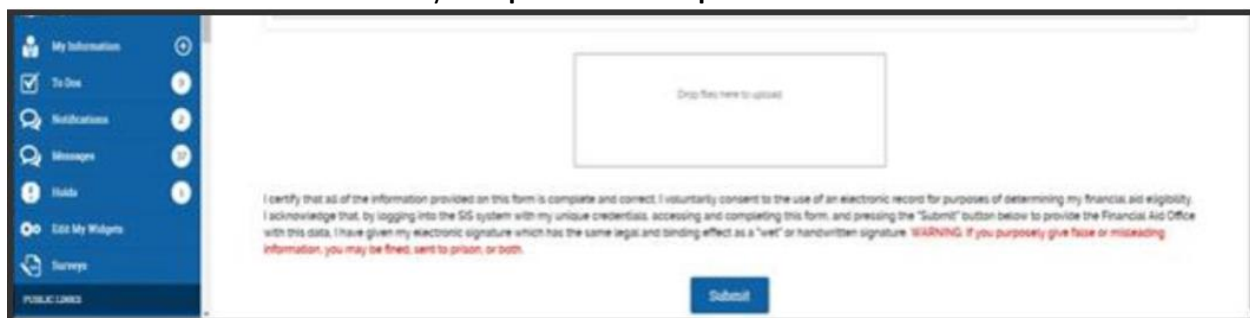 My Information
To Dos
Notifications
Messages
Holds
Edit My Widgets
Surveys
PUBLIC LINKS
Drop files here to upload
I certify that all of the information provided on this form is complete and correct. I voluntarily consent to the use of an electronic record for purposes of determining my financial aid eligibility.
I acknowledge that, by logging into the SIS system with my unique credentials, accessing and completing this form, and pressing the "Submit" button below to provide the Financial Aid Office
with this data, I have given my electronic signature which has the same legal and binding effect as a "wet" or handwritten signature. WARNING: If you purposely give false or misleading
information, you may be fined, sent to prison, or both.
Submit